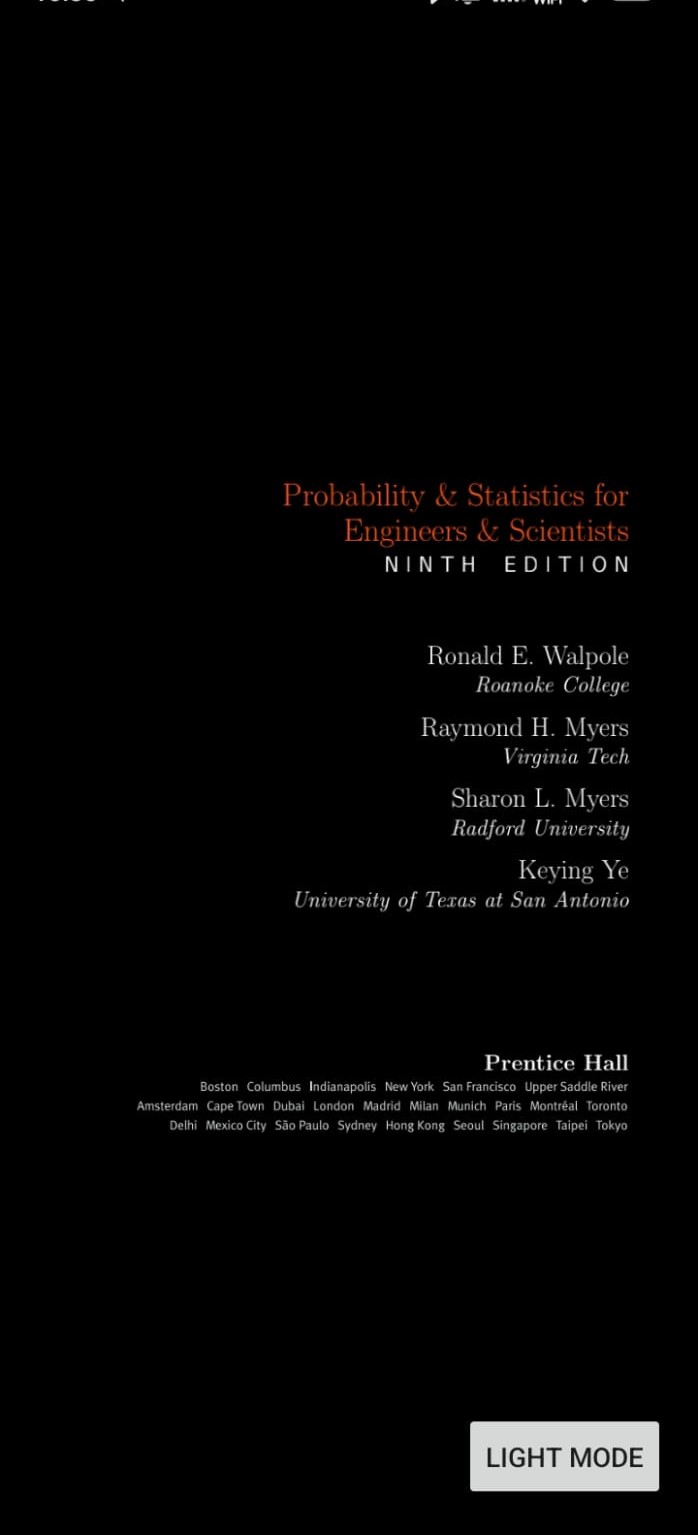 Probability & Statistics for
Engineers & Scientists
NINTH EDITION
Ronald E. Walpole
Roanoke College
Raymond H. Myers
Virginia Tech
Sharon L. Myers
Radford University
Keying Ye
University of Texas at San Antonio
Prentice Hall
Boston Columbus Indianapolis New York San Francisco Upper Saddle River
Amsterdam Cape Town Dubai London Madrid Milan Munich Paris Montréal Toronto
Delhi Mexico City São Paulo Sydney Hong Kong Seoul Singapore Taipei Tokyo
LIGHT MODE